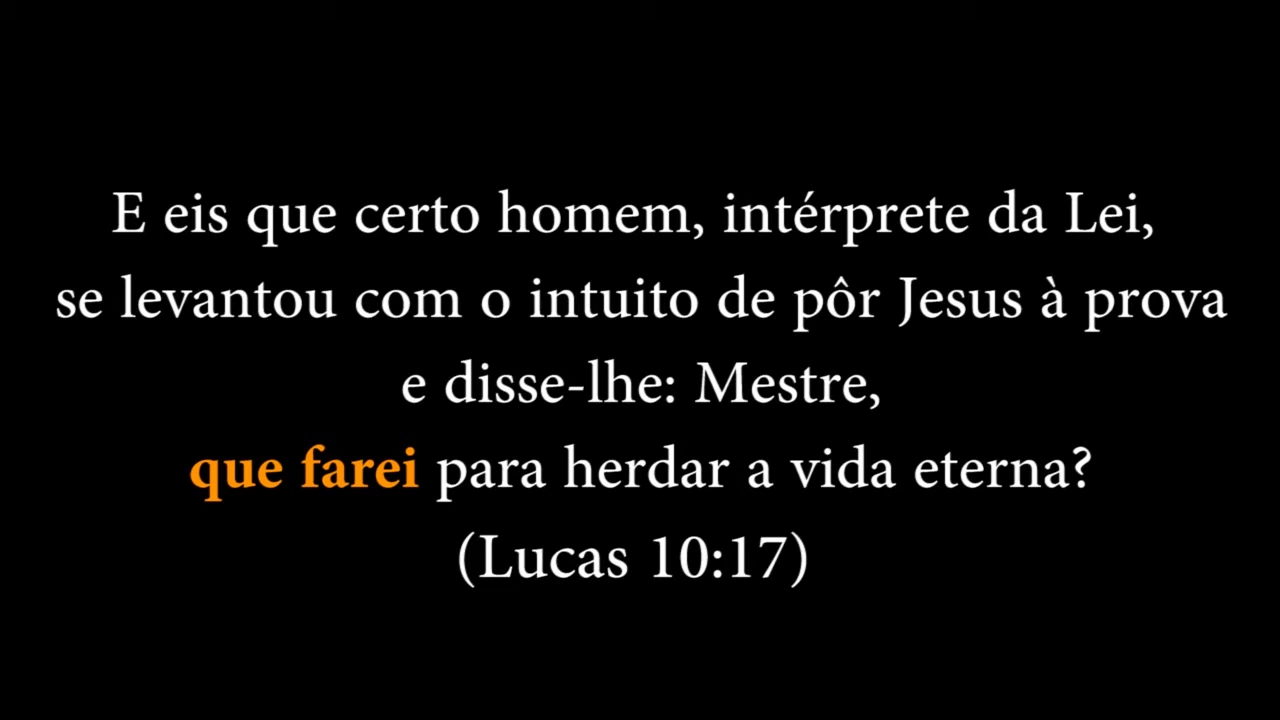 E eis que certo homem, intérprete da Lei,
se levantou com o intuito de pôr Jesus à prova
e disse-lhe: Mestre,
que farei para herdar a vida eterna?
(Lucas 10:17)